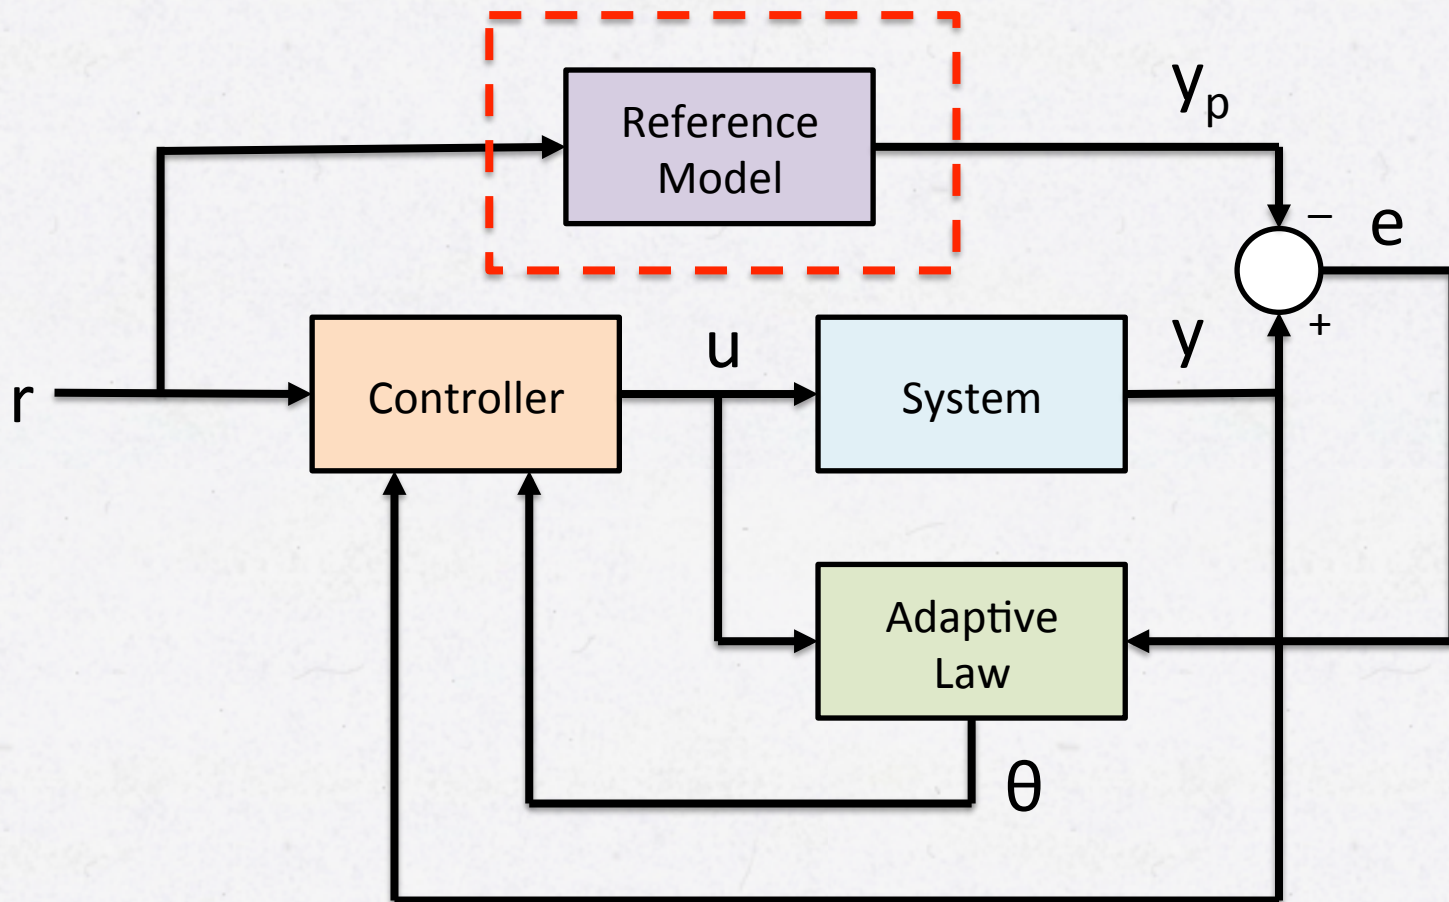 Reference
Model
yp
−
e
r
Controller
u
System
y
+
Adaptive
Law
θ